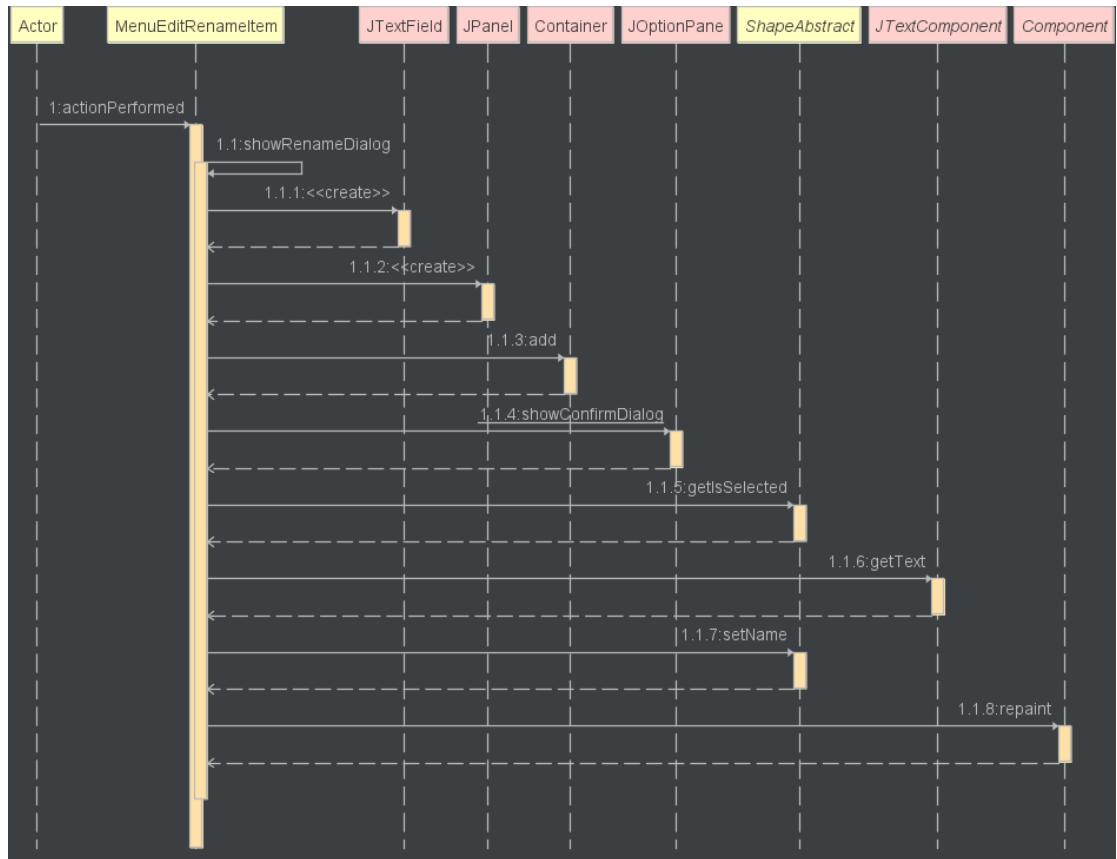 Actor MenuEditRenameItem JTextField JPanel Container JOptionPane ShapeAbstract JTextComponent Component
1:actionPerformed
1.1:showRenameDialog
1.1.1:<<create>>
1.1.2:<<create>>
1.1.3:add
1.1.4:showConfirmDialog
1.1.5:getIsSelected
1.1.6:getText
1.1.7:setName
1.1.8:repaint